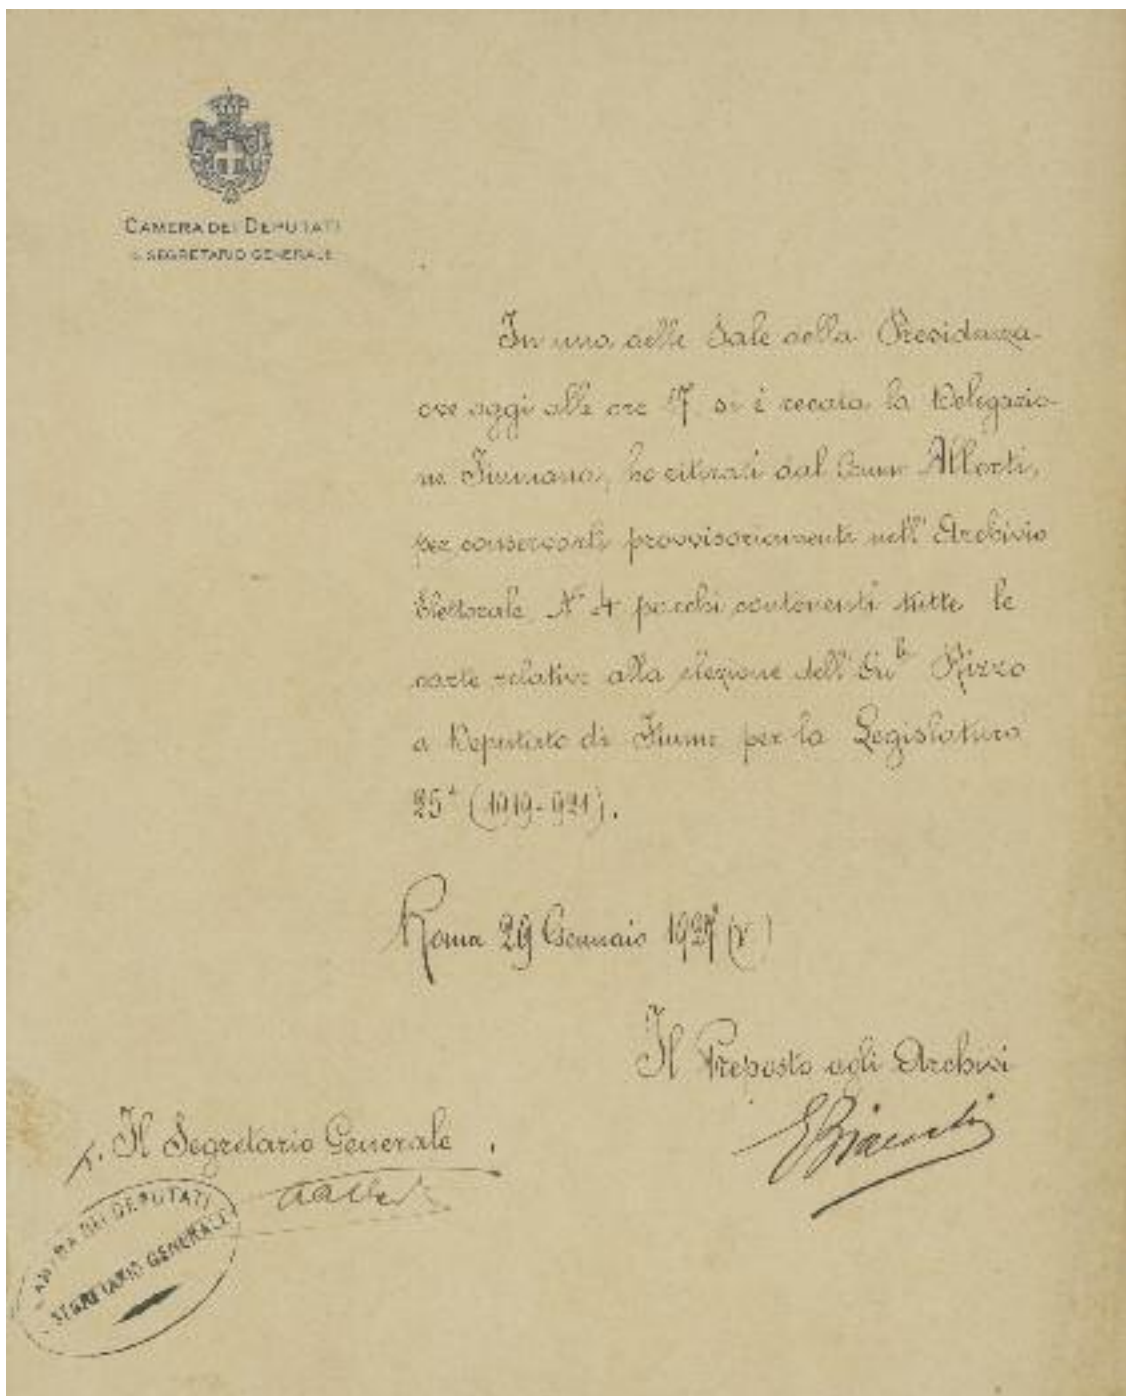 CAMERA DEI DEPUTATI
IL SEGRETARIO GENERALE
In una delle Sale della Presidenza
ove oggi alle ore 17 si è recata la Delegazio-
ne Fiumana, ho ritirati dal Comm Alberti,
per conservarli provvisoriamente nell'Archivio
Elettorale N° 4 pacchi contenenti tutte le
carte relative alla elezione dell' Rizzo
a Deputato di Fiume per la Legislatura
25ª (1919-921).
Roma 29 Gennaio 1927 (V)
Il Preposto agli Archivi
p. Il Segretario Generale
CAMERA DEI DEPUTATI
SEGRETARIO GENERALE